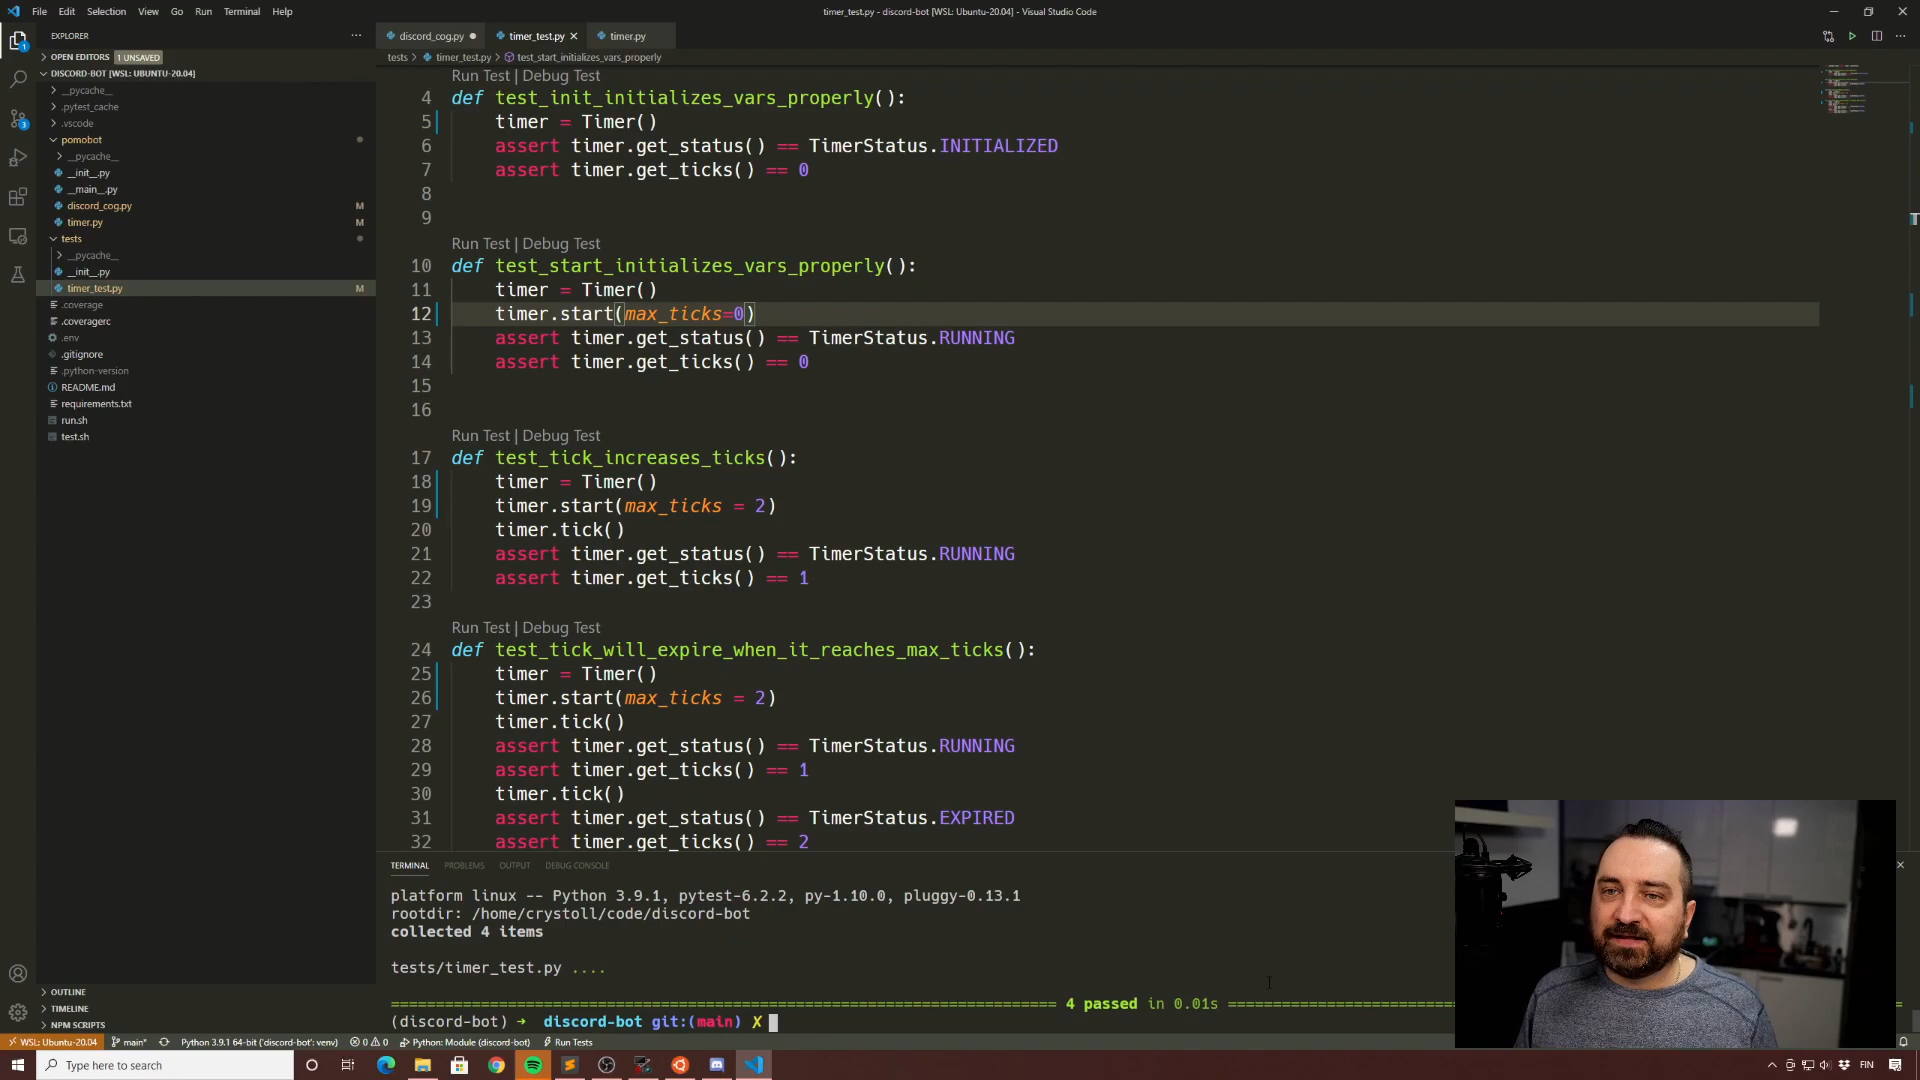 File Edit Selection View Go Run Terminal Help
timer_test.py - discord-bot [WSL: Ubuntu-20.04] - Visual Studio Code
EXPLORER
OPEN EDITORS 1 UNSAVED
DISCORD-BOT [WSL: UBUNTU-20.04]
__pycache__
.pytest_cache
.vscode
pomobot
__pycache__
__init__.py
__main__.py
discord_cog.py M
timer.py M
tests
__pycache__
__init__.py
timer_test.py M
.coverage
.coveragerc
.env
.gitignore
.python-version
README.md
requirements.txt
run.sh
test.sh
OUTLINE
TIMELINE
NPM SCRIPTS
discord_cog.py timer_test.py timer.py
tests > timer_test.py > test_start_initializes_vars_properly
Run Test | Debug Test
4 def test_init_initializes_vars_properly():
5 timer = Timer()
6 assert timer.get_status() == TimerStatus.INITIALIZED
7 assert timer.get_ticks() == 0
8
9
Run Test | Debug Test
10 def test_start_initializes_vars_properly():
11 timer = Timer()
12 timer.start(max_ticks=0)
13 assert timer.get_status() == TimerStatus.RUNNING
14 assert timer.get_ticks() == 0
15
16
Run Test | Debug Test
17 def test_tick_increases_ticks():
18 timer = Timer()
19 timer.start(max_ticks = 2)
20 timer.tick()
21 assert timer.get_status() == TimerStatus.RUNNING
22 assert timer.get_ticks() == 1
23
Run Test | Debug Test
24 def test_tick_will_expire_when_it_reaches_max_ticks():
25 timer = Timer()
26 timer.start(max_ticks = 2)
27 timer.tick()
28 assert timer.get_status() == TimerStatus.RUNNING
29 assert timer.get_ticks() == 1
30 timer.tick()
31 assert timer.get_status() == TimerStatus.EXPIRED
32 assert timer.get_ticks() == 2
TERMINAL PROBLEMS OUTPUT DEBUG CONSOLE
platform linux -- Python 3.9.1, pytest-6.2.2, py-1.10.0, pluggy-0.13.1
rootdir: /home/crystoll/code/discord-bot
collected 4 items
tests/timer_test.py ....
4 passed in 0.01s
(discord-bot) → discord-bot git:(main) ✗
WSL: Ubuntu-20.04 main* Python 3.9.1 64-bit ('discord-bot': venv) 0 0 Python: Module (discord-bot) Run Tests
Type here to search
FIN